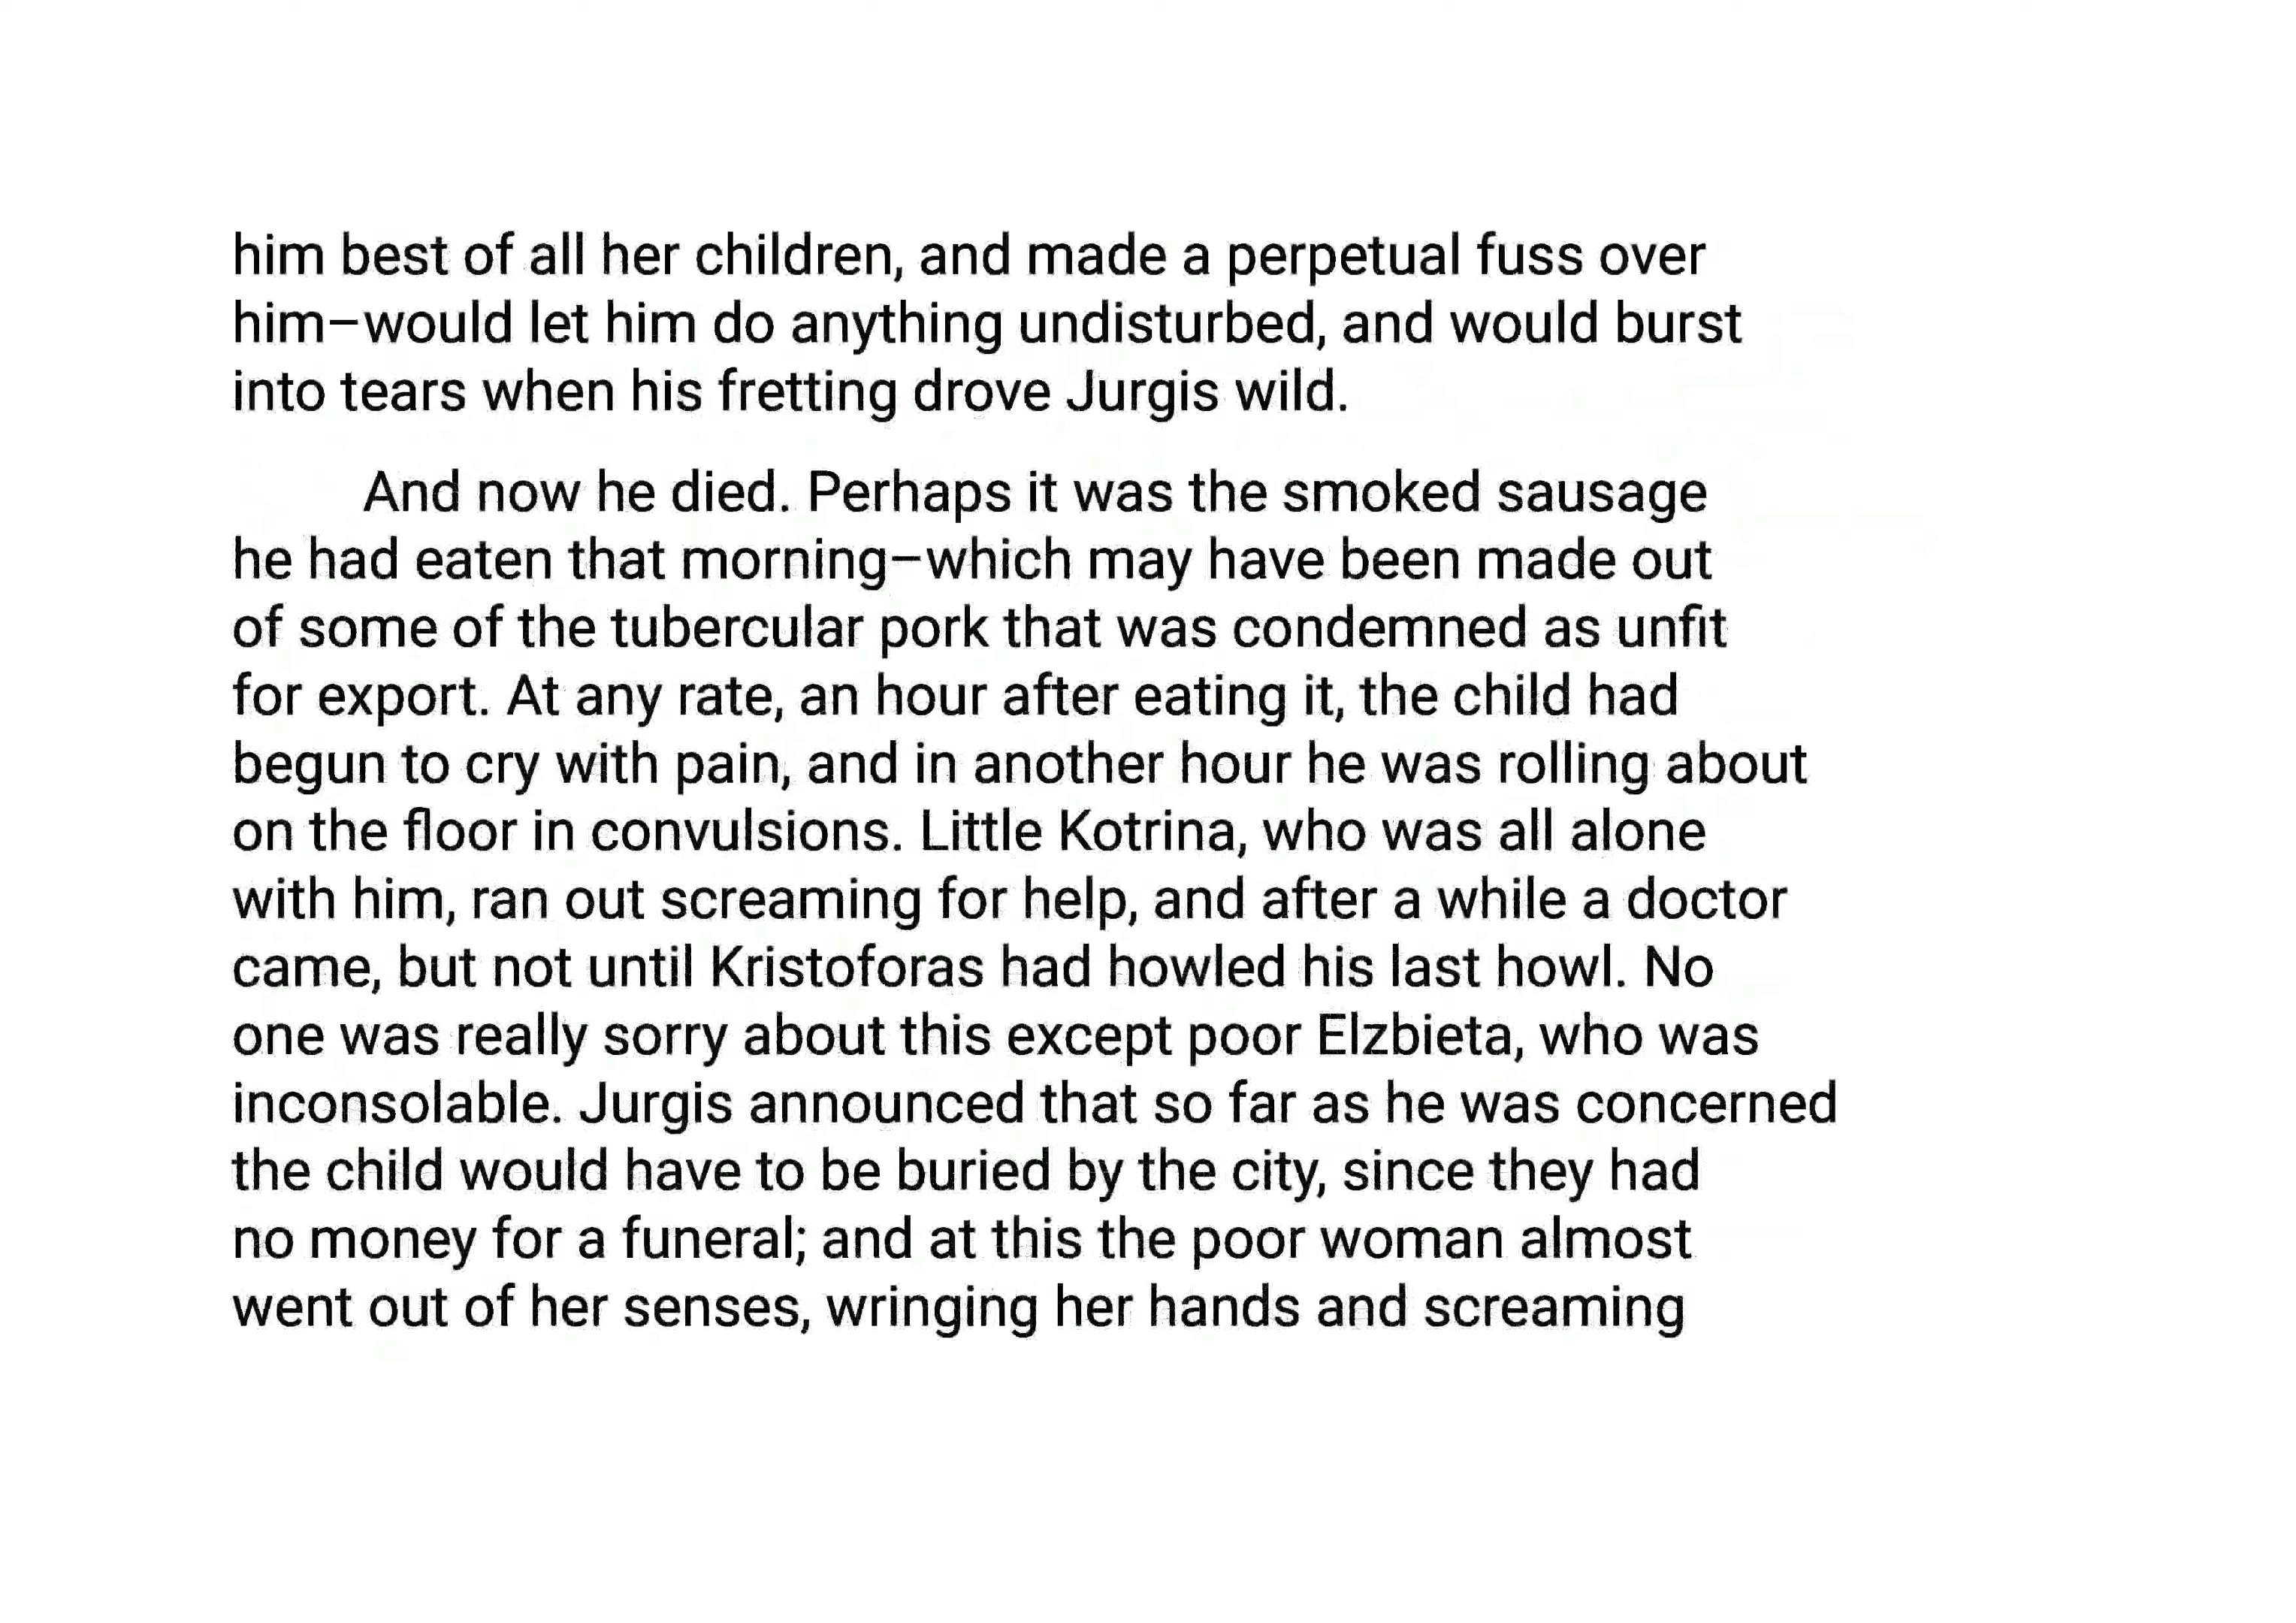 him best of all her children, and made a perpetual fuss over
him—would let him do anything undisturbed, and would burst
into tears when his fretting drove Jurgis wild.
And now he died. Perhaps it was the smoked sausage
he had eaten that morning—which may have been made out
of some of the tubercular pork that was condemned as unfit
for export. At any rate, an hour after eating it, the child had
begun to cry with pain, and in another hour he was rolling about
on the floor in convulsions. Little Kotrina, who was all alone
with him, ran out screaming for help, and after a while a doctor
came, but not until Kristoforas had howled his last howl. No
one was really sorry about this except poor Elzbieta, who was
inconsolable. Jurgis announced that so far as he was concerned
the child would have to be buried by the city, since they had
no money for a funeral; and at this the poor woman almost
went out of her senses, wringing her hands and screaming